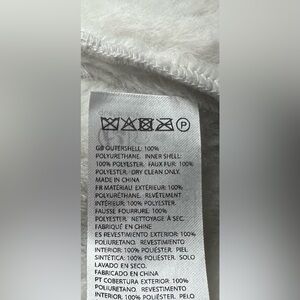 P
GB OUTERSHELL: 100%
POLYURETHANE. INNER SHELL:
100% POLYESTER. FAUX FUR: 100%
POLYESTER. DRY CLEAN ONLY.
MADE IN CHINA
FR MATÉRIAU EXTÉRIEUR: 100%
POLYURÉTHANE. REVÊTEMENT
INTÉRIEUR: 100% POLYESTER.
FAUSSE FOURRURE: 100%
POLYESTER. NETTOYAGE À SEC.
FABRIQUÉ EN CHINE
ES REVESTIMIENTO EXTERIOR: 100%
POLIURETANO. REVESTIMIENTO
INTERIOR: 100% POLIÉSTER. PELO
SINTÉTICA: 100% POLIÉSTER. SOLO
LAVADO EN SECO.
FABRICADO EN CHINA
PT COBERTURA EXTERIOR: 100%
POLIURETANO. REVESTIMENTO
INTERIOR: 100% POLIÉSTER. PELO